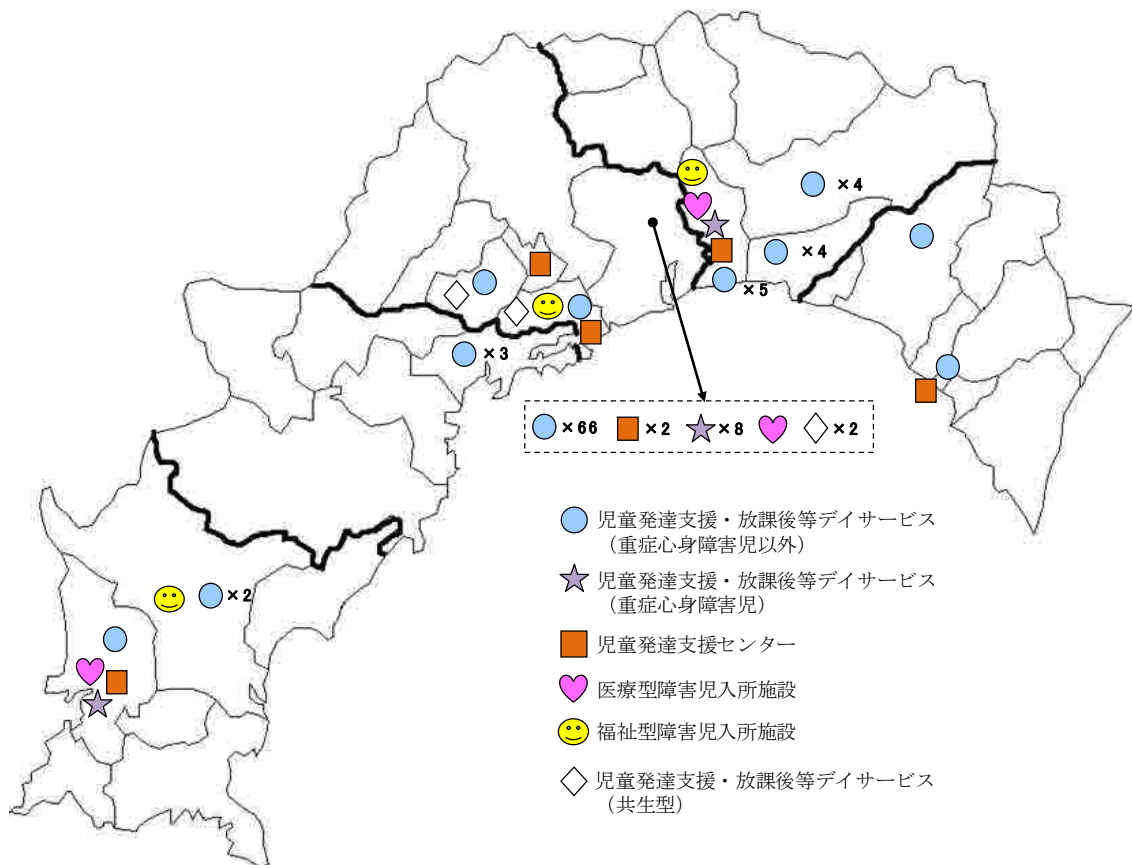 ×4
×4
×5
×3
×66 ×2 ×8 ×2
児童発達支援・放課後等デイサービス
（重症心身障害児以外）
児童発達支援・放課後等デイサービス
（重症心身障害児）
×2
児童発達支援センター
医療型障害児入所施設
福祉型障害児入所施設
児童発達支援・放課後等デイサービス
（共生型）